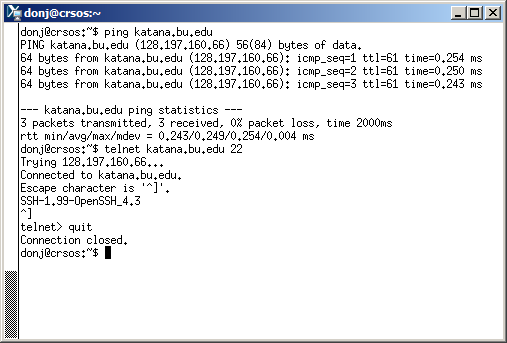 donj@crsos:~
donj@crsos:~$ ping katana.bu.edu
PING katana.bu.edu (128.197.160.66) 56(84) bytes of data.
64 bytes from katana.bu.edu (128.197.160.66): icmp_seq=1 ttl=61 time=0.254 ms
64 bytes from katana.bu.edu (128.197.160.66): icmp_seq=2 ttl=61 time=0.250 ms
64 bytes from katana.bu.edu (128.197.160.66): icmp_seq=3 ttl=61 time=0.243 ms

--- katana.bu.edu ping statistics ---
3 packets transmitted, 3 received, 0% packet loss, time 2000ms
rtt min/avg/max/mdev = 0.243/0.249/0.254/0.004 ms
donj@crsos:~$ telnet katana.bu.edu 22
Trying 128.197.160.66...
Connected to katana.bu.edu.
Escape character is '^]'.
SSH-1.99-OpenSSH_4.3
^]
telnet> quit
Connection closed.
donj@crsos:~$